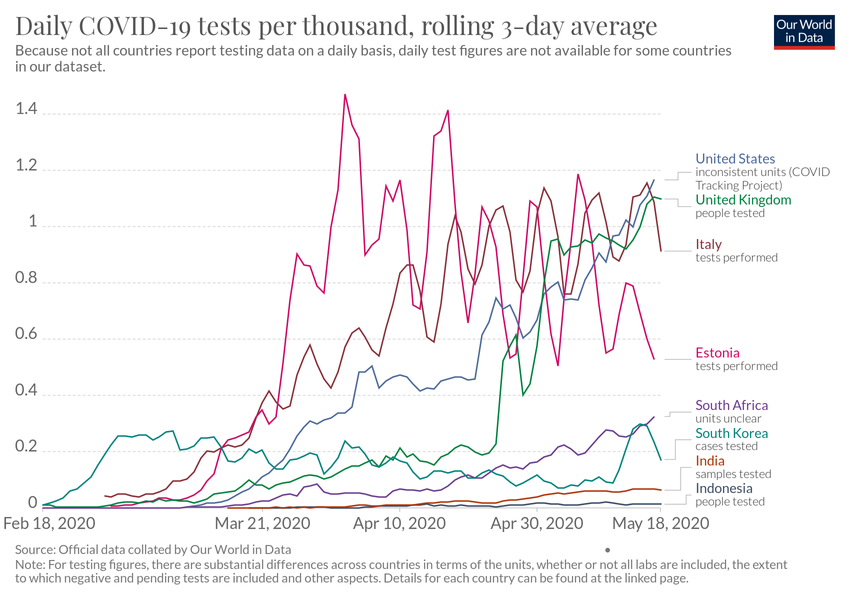 Daily COVID-19 tests per thousand, rolling 3-day average
Our World
in Data
Because not all countries report testing data on a daily basis, daily test figures are not available for some countries
in our dataset.
1.4
1.2
1
0.8
0.6
0.4
0.2
0
Feb 18, 2020
Mar 21, 2020
Apr 10, 2020
Apr 30, 2020
May 18, 2020
United States
inconsistent units (COVID
Tracking Project)
United Kingdom
people tested
Italy
tests performed
Estonia
tests performed
South Africa
units unclear
South Korea
cases tested
India
samples tested
Indonesia
people tested
Source: Official data collated by Our World in Data
Note: For testing figures, there are substantial differences across countries in terms of the units, whether or not all labs are included, the extent
to which negative and pending tests are included and other aspects. Details for each country can be found at the linked page.